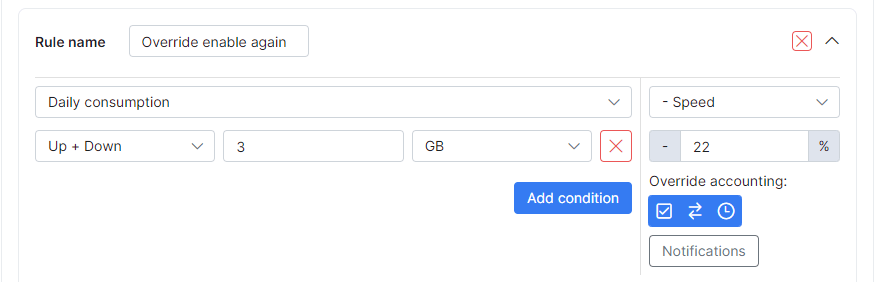 Rule name
Override enable again
Daily consumption
- Speed
Up + Down
3
GB
- 22 %
Add condition
Override accounting:
Notifications